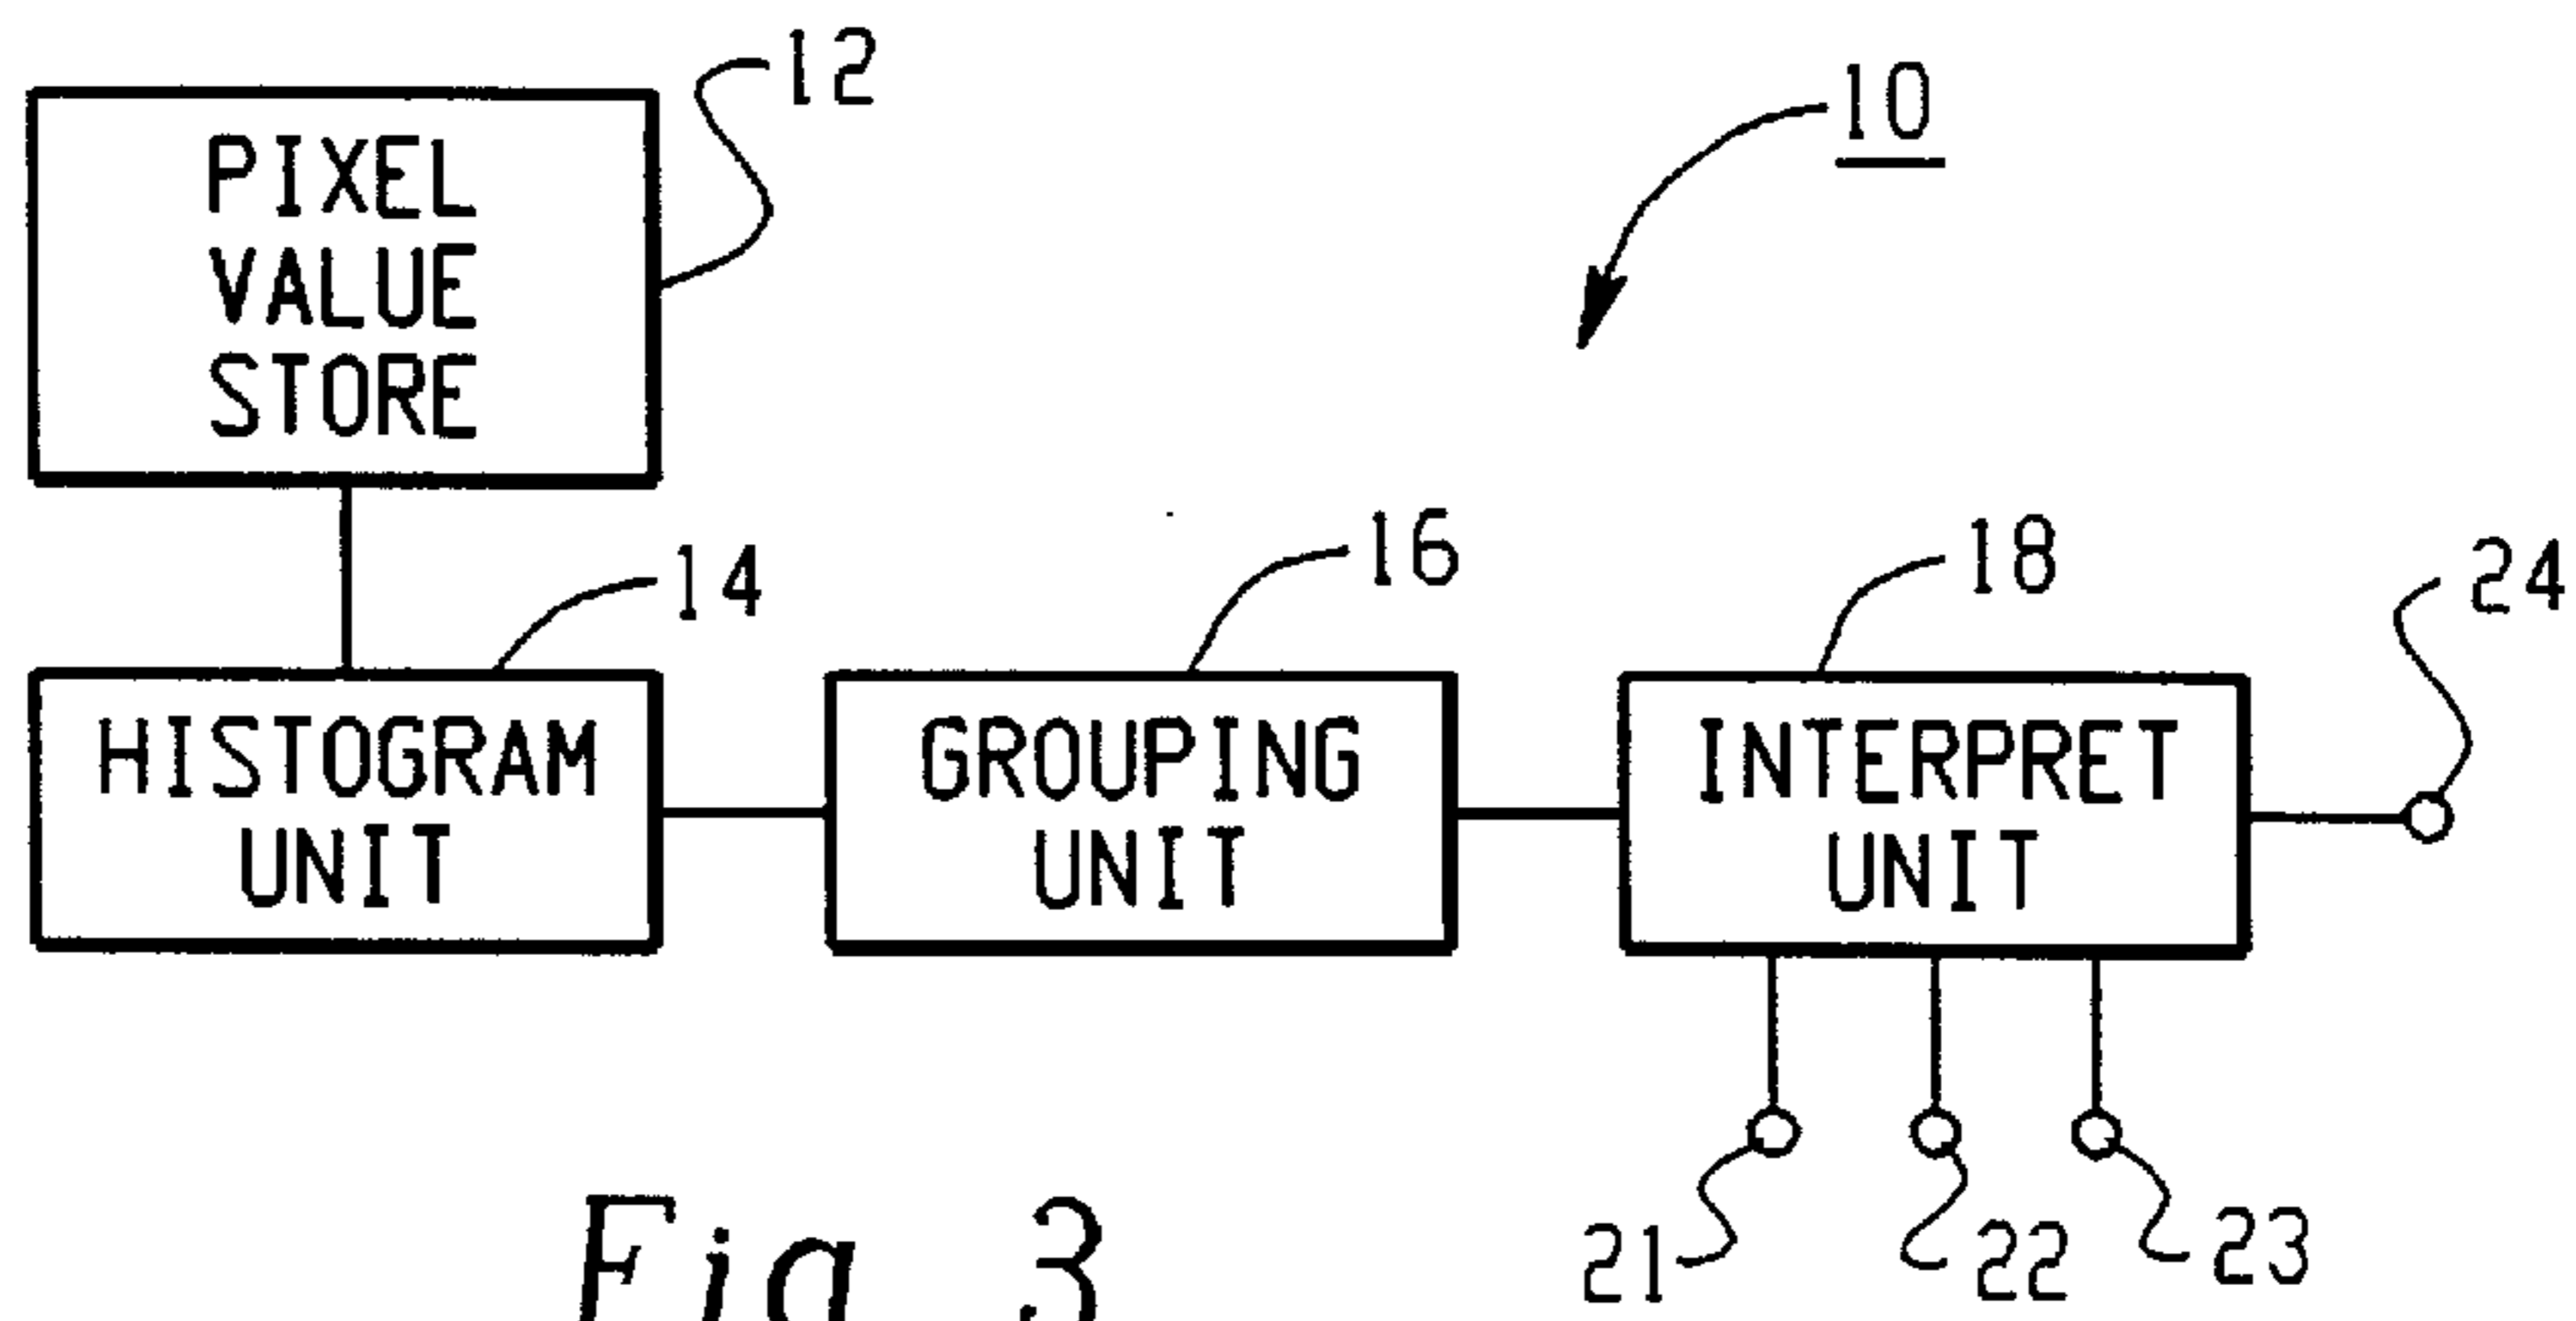 12
10
PIXEL
VALUE
STORE
14
16
18
24
HISTOGRAM
UNIT
GROUPING
UNIT
INTERPRET
UNIT
21
22
23
Fig 3